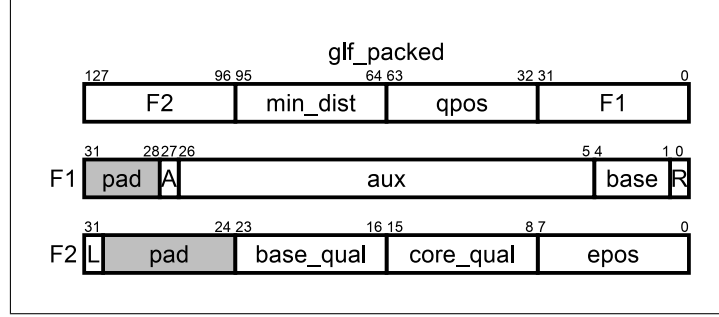 glf_packed
127 96 95 64 63 32 31 0
F2 min_dist qpos F1
31 28 27 26 5 4 1 0
F1 pad A aux base R
31 24 23 16 15 8 7 0
F2 L pad base_qual core_qual epos